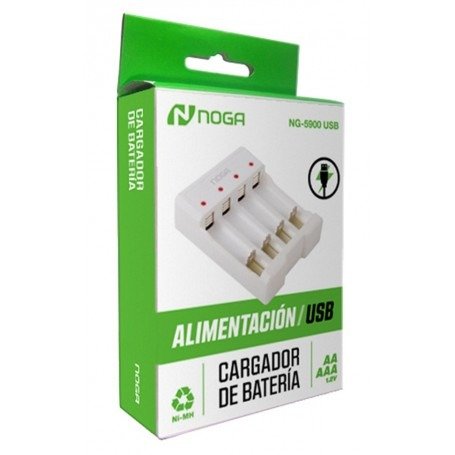 CARGADOR
DE BATERÍA
NOGA
NG-5900 USB
NOGA
ALIMENTACIÓN/USB
CARGADOR
DE BATERÍA
AA
AAA
1.2V
Ni-MH
NOGA